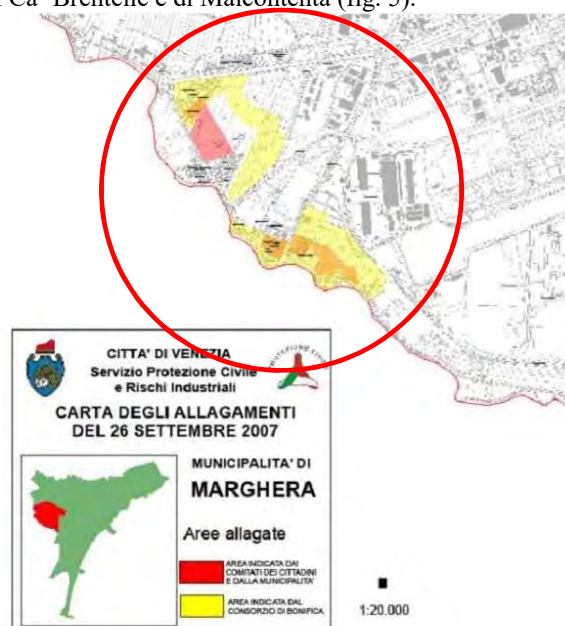 Ca' Brentelle e di Malcontenta (fig. 5).
CITTA' DI VENEZIA
Servizio Protezione Civile
e Rischi Industriali
CARTA DEGLI ALLAGAMENTI
DEL 26 SETTEMBRE 2007
MUNICIPALITA' DI
MARGHERA
Aree allagate
AREA INDICATA DAI
COMITATI DEI CITTADINI
E DALLA MUNICIPALITA'
AREA INDICATA DAL
CONSORZIO DI BONIFICA
1:20.000